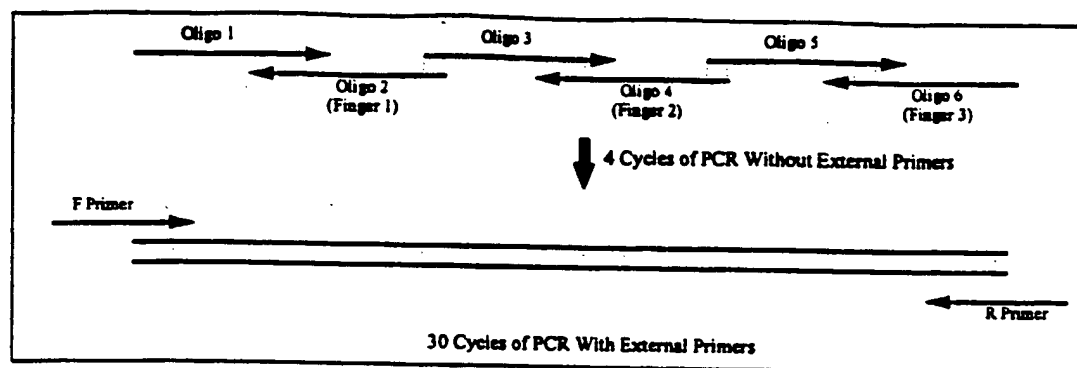 Oligo 1
Oligo 3
Oligo 5
Oligo 2
(Finger 1)
Oligo 4
(Finger 2)
Oligo 6
(Finger 3)
4 Cycles of PCR Without External Primers
F Primer
R Primer
30 Cycles of PCR With External Primers